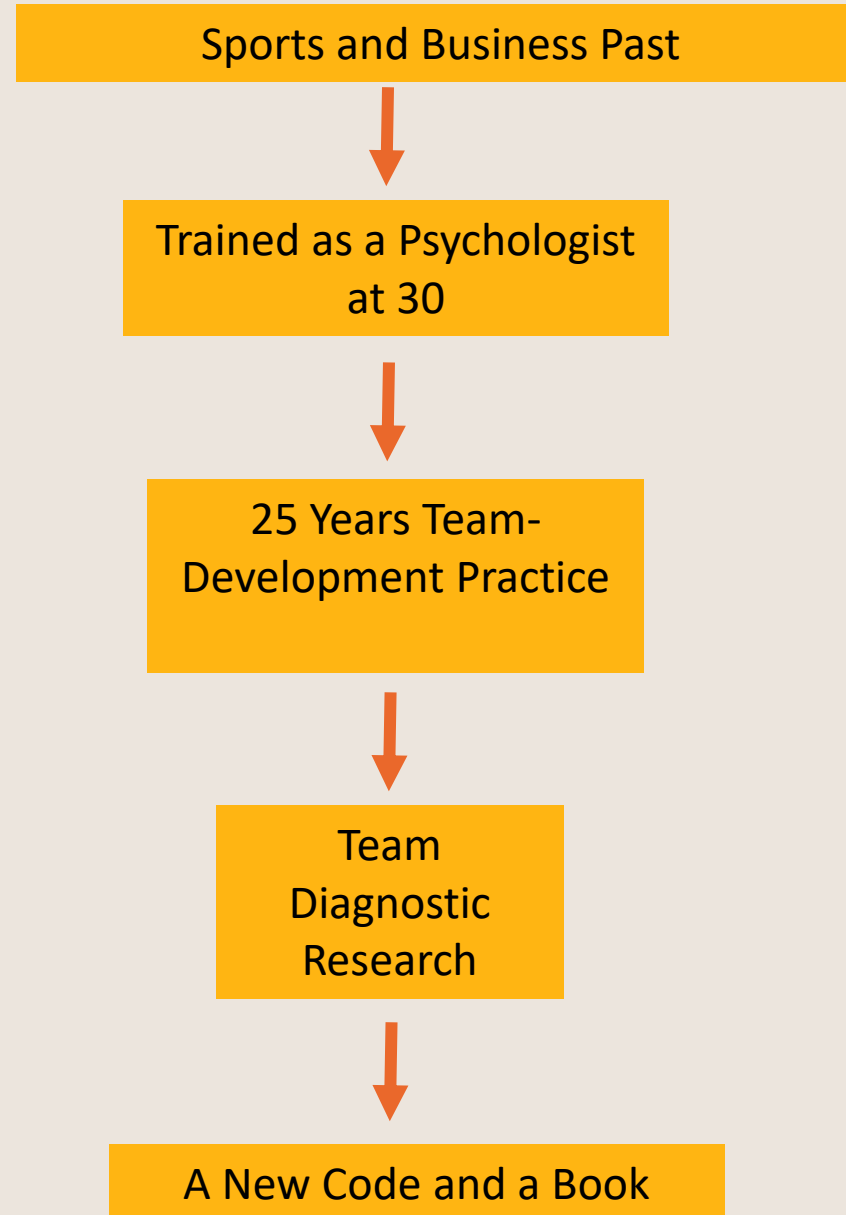 Sports and Business Past
Trained as a Psychologist
at 30
25 Years Team-
Development Practice
Team
Diagnostic
Research
A New Code and a Book